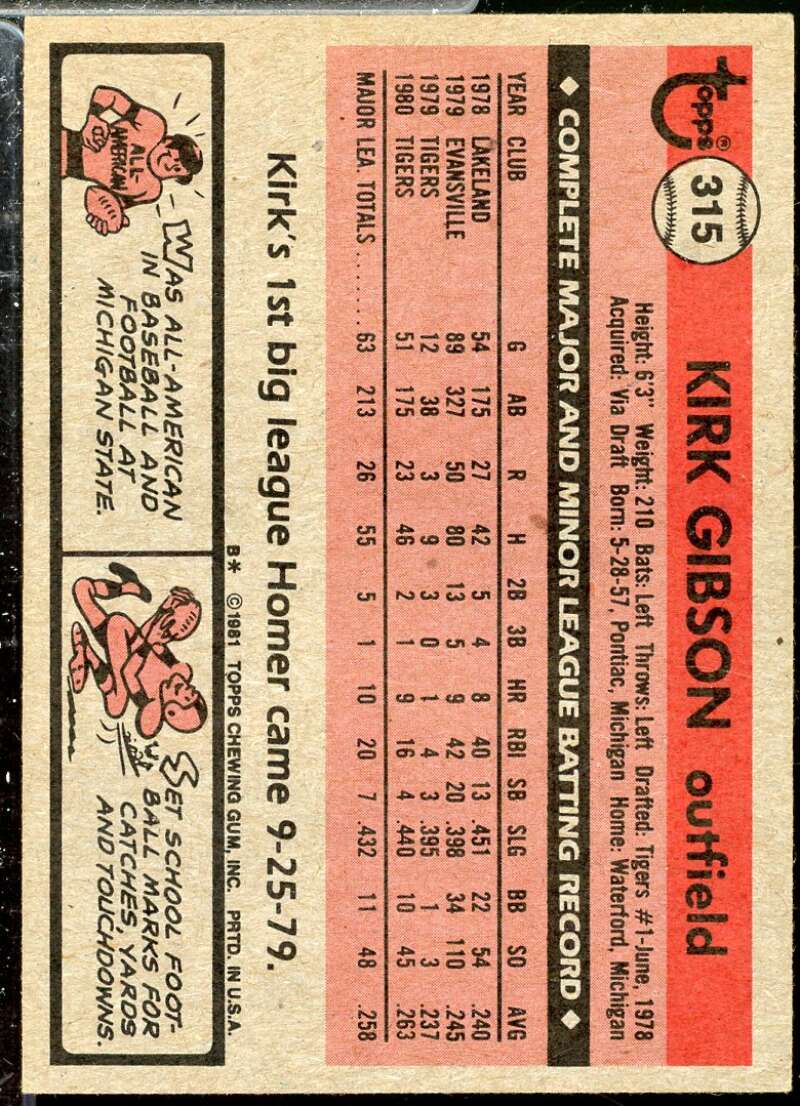 topps®
315
KIRK GIBSON outfield
Height: 6'3" Weight: 210 Bats: Left Throws: Left Drafted: Tigers #1-June, 1978
Acquired: Via Draft Born: 5-28-57, Pontiac, Michigan Home: Waterford, Michigan
◆ COMPLETE MAJOR AND MINOR LEAGUE BATTING RECORD ◆
YEAR CLUB G AB R H 2B 3B HR RBI SB SLG BB SO AVG
1978 LAKELAND 54 175 27 42 5 4 8 40 13 .451 22 54 .240
1979 EVANSVILLE 89 327 50 80 13 5 9 42 20 .398 34 110 .245
1979 TIGERS 12 38 3 9 3 0 1 4 3 .395 1 3 .237
1980 TIGERS 51 175 23 46 2 1 9 16 4 .440 10 45 .263
MAJOR LEA. TOTALS ....... 63 213 26 55 5 1 10 20 7 .432 11 48 .258
Kirk's 1st big league Homer came 9-25-79.
B* ©1981 TOPPS CHEWING GUM, INC. PRTD. IN U.S.A.
ALL-
AMERICAN
WAS ALL-AMERICAN
IN BASEBALL AND
FOOTBALL AT
MICHIGAN STATE.
SET SCHOOL FOOT-
BALL MARKS FOR
CATCHES, YARDS
AND TOUCHDOWNS.